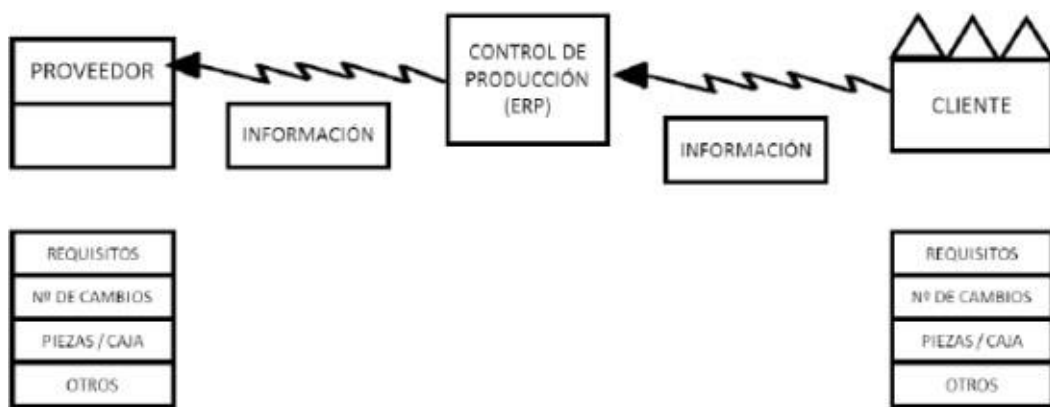 PROVEEDOR
CONTROL DE
PRODUCCIÓN
(ERP)
CLIENTE
INFORMACIÓN
INFORMACIÓN
REQUISITOS
Nº DE CAMBIOS
PIEZAS / CAJA
OTROS
REQUISITOS
Nº DE CAMBIOS
PIEZAS / CAJA
OTROS